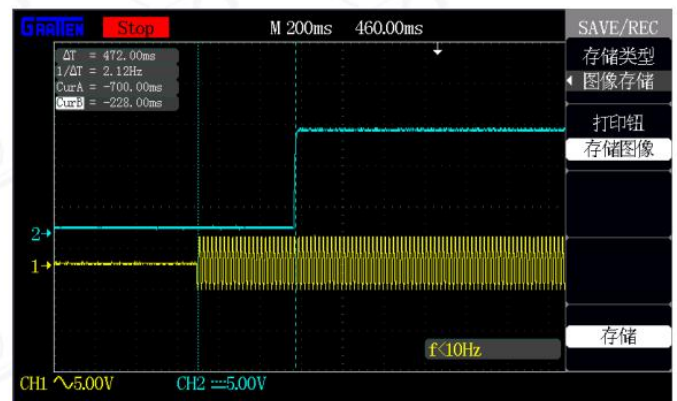 GRATTEN Stop M 200ms 460.00ms SAVE/REC
ΔT = 472.00ms
1/ΔT = 2.12Hz
CurA = -700.00ms
CurB = -228.00ms
存储类型
图像存储
打印钮
存储图像
2
1
f<10Hz
存储
CH1 5.00V CH2 5.00V